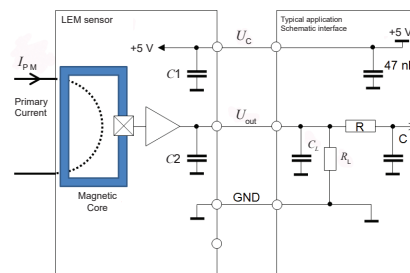 LEM sensor
Typical application
Schematic interface
+5 V
U_C
+5 V
I_PM
C1
47 n
Primary
Current
U_out
R
C
C2
C_L
R_L
GND
Magnetic
Core